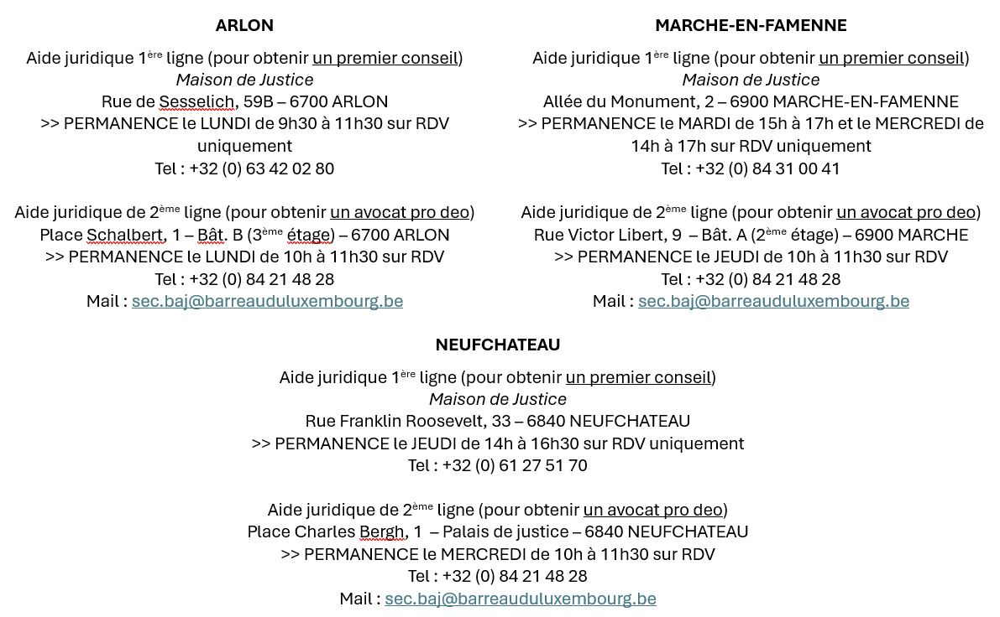 ARLON
Aide juridique 1ère ligne (pour obtenir un premier conseil)
Maison de Justice
Rue de Sesselich, 59B – 6700 ARLON
>> PERMANENCE le LUNDI de 9h30 à 11h30 sur RDV
uniquement
Tel : +32 (0) 63 42 02 80
Aide juridique de 2ème ligne (pour obtenir un avocat pro deo)
Place Schalbert, 1 – Bât. B (3ème étage) – 6700 ARLON
>> PERMANENCE le LUNDI de 10h à 11h30 sur RDV
Tel : +32 (0) 84 21 48 28
Mail : sec.baj@barreauduluxembourg.be
MARCHE-EN-FAMENNE
Aide juridique 1ère ligne (pour obtenir un premier conseil)
Maison de Justice
Allée du Monument, 2 – 6900 MARCHE-EN-FAMENNE
>> PERMANENCE le MARDI de 15h à 17h et le MERCREDI de
14h à 17h sur RDV uniquement
Tel : +32 (0) 84 31 00 41
Aide juridique de 2ème ligne (pour obtenir un avocat pro deo)
Rue Victor Libert, 9 – Bât. A (2ème étage) – 6900 MARCHE
>> PERMANENCE le JEUDI de 10h à 11h30 sur RDV
Tel : +32 (0) 84 21 48 28
Mail : sec.baj@barreauduluxembourg.be
NEUFCHATEAU
Aide juridique 1ère ligne (pour obtenir un premier conseil)
Maison de Justice
Rue Franklin Roosevelt, 33 – 6840 NEUFCHATEAU
>> PERMANENCE le JEUDI de 14h à 16h30 sur RDV uniquement
Tel : +32 (0) 61 27 51 70
Aide juridique de 2ème ligne (pour obtenir un avocat pro deo)
Place Charles Bergh, 1 – Palais de justice – 6840 NEUFCHATEAU
>> PERMANENCE le MERCREDI de 10h à 11h30 sur RDV
Tel : +32 (0) 84 21 48 28
Mail : sec.baj@barreauduluxembourg.be